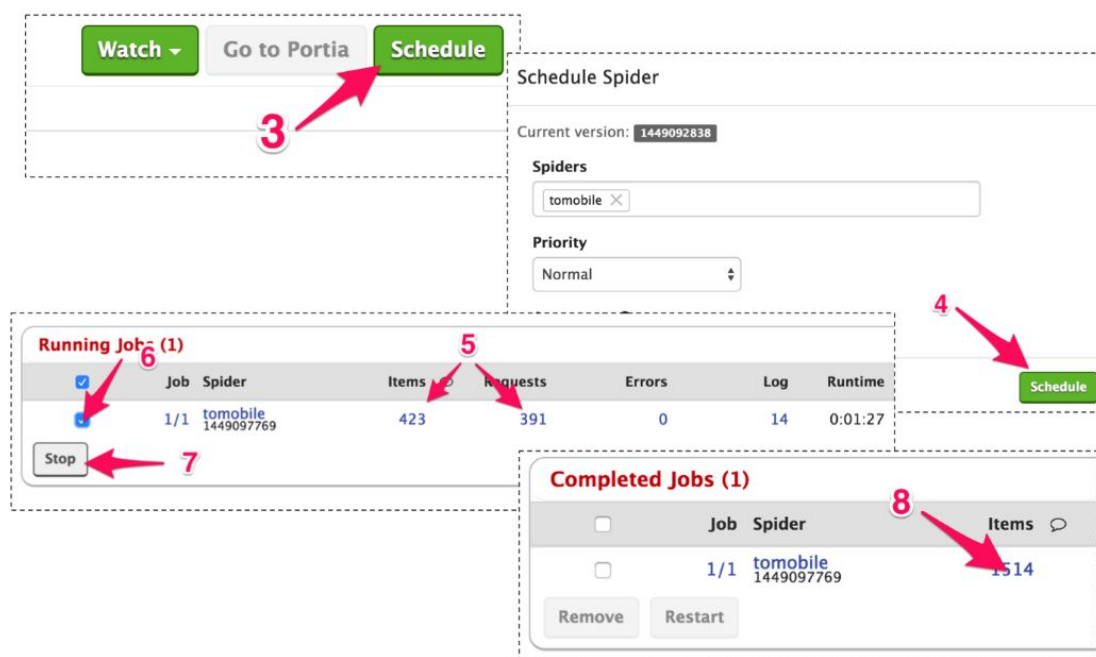 Watch Go to Portia Schedule
3
Schedule Spider
Current version: 1449092838
Spiders
tomobile
Priority
Normal
4
Schedule
Running Jobs (1)
6
5
Job Spider Items Requests Errors Log Runtime
1/1 tomobile 423 391 0 14 0:01:27
1449097769
Stop
7
Completed Jobs (1)
8
Job Spider Items
1/1 tomobile 1514
1449097769
Remove Restart